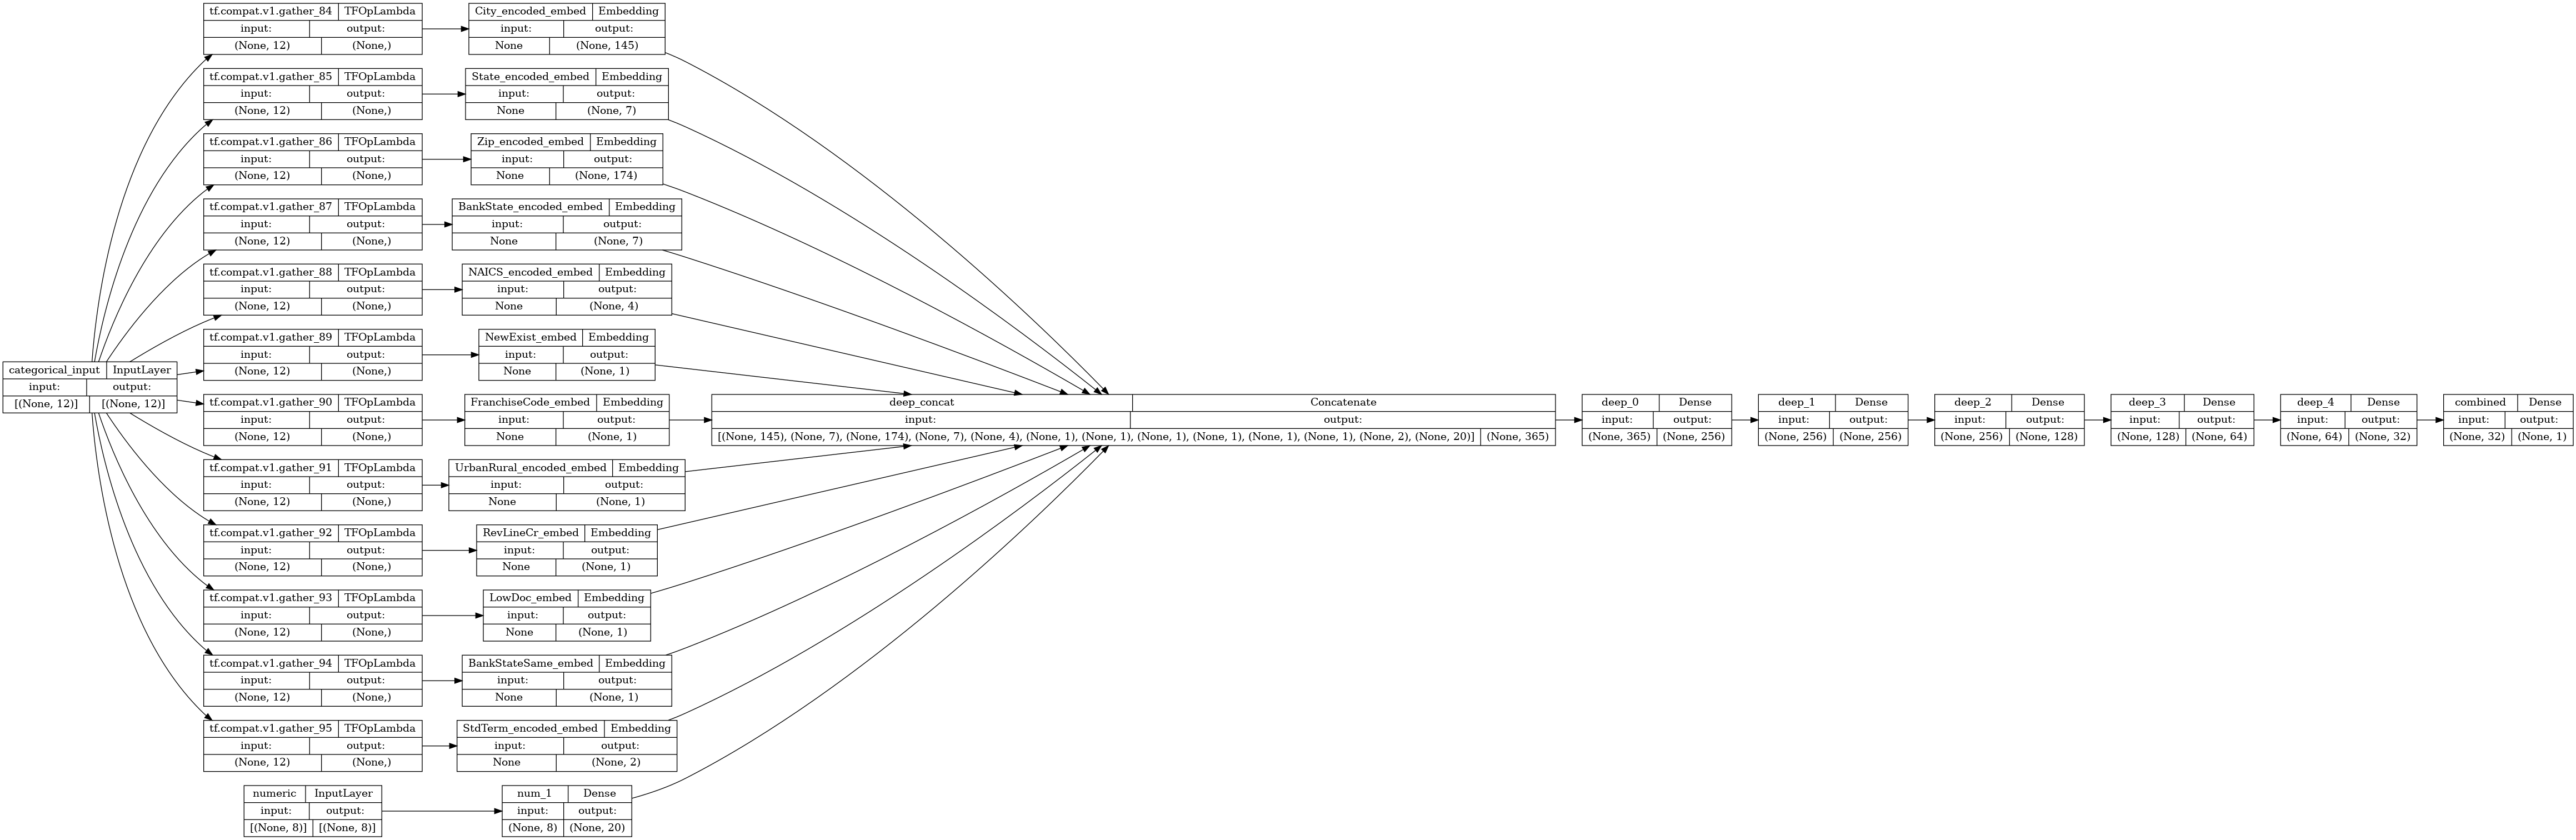 tf.compat.v1.gather_84 TFOpLambda
input: output:
(None, 12) (None,)
City_encoded_embed Embedding
input: output:
None (None, 145)
tf.compat.v1.gather_85 TFOpLambda
input: output:
(None, 12) (None,)
State_encoded_embed Embedding
input: output:
None (None, 7)
tf.compat.v1.gather_86 TFOpLambda
input: output:
(None, 12) (None,)
Zip_encoded_embed Embedding
input: output:
None (None, 174)
tf.compat.v1.gather_87 TFOpLambda
input: output:
(None, 12) (None,)
BankState_encoded_embed Embedding
input: output:
None (None, 7)
tf.compat.v1.gather_88 TFOpLambda
input: output:
(None, 12) (None,)
NAICS_encoded_embed Embedding
input: output:
None (None, 4)
tf.compat.v1.gather_89 TFOpLambda
input: output:
(None, 12) (None,)
NewExist_embed Embedding
input: output:
None (None, 1)
categorical_input InputLayer
input: output:
[(None, 12)] [(None, 12)]
tf.compat.v1.gather_90 TFOpLambda
input: output:
(None, 12) (None,)
FranchiseCode_embed Embedding
input: output:
None (None, 1)
deep_concat Concatenate
input: output:
[(None, 145), (None, 7), (None, 174), (None, 7), (None, 4), (None, 1), (None, 1), (None, 1), (None, 1), (None, 1), (None, 1), (None, 2), (None, 20)] (None, 365)
deep_0 Dense
input: output:
(None, 365) (None, 256)
deep_1 Dense
input: output:
(None, 256) (None, 256)
deep_2 Dense
input: output:
(None, 256) (None, 128)
deep_3 Dense
input: output:
(None, 128) (None, 64)
deep_4 Dense
input: output:
(None, 64) (None, 32)
combined Dense
input: output:
(None, 32) (None, 1)
tf.compat.v1.gather_91 TFOpLambda
input: output:
(None, 12) (None,)
UrbanRural_encoded_embed Embedding
input: output:
None (None, 1)
tf.compat.v1.gather_92 TFOpLambda
input: output:
(None, 12) (None,)
RevLineCr_embed Embedding
input: output:
None (None, 1)
tf.compat.v1.gather_93 TFOpLambda
input: output:
(None, 12) (None,)
LowDoc_embed Embedding
input: output:
None (None, 1)
tf.compat.v1.gather_94 TFOpLambda
input: output:
(None, 12) (None,)
BankStateSame_embed Embedding
input: output:
None (None, 1)
tf.compat.v1.gather_95 TFOpLambda
input: output:
(None, 12) (None,)
StdTerm_encoded_embed Embedding
input: output:
None (None, 2)
numeric InputLayer
input: output:
[(None, 8)] [(None, 8)]
num_1 Dense
input: output:
(None, 8) (None, 20)